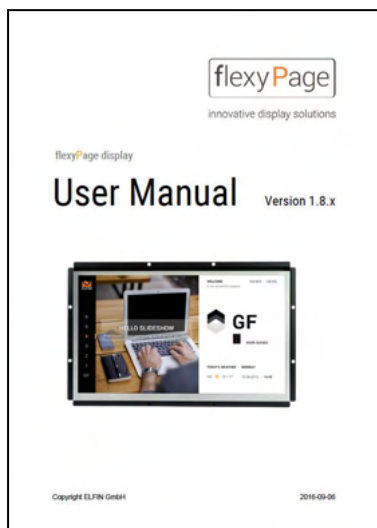 flexyPage
innovative display solutions
flexyPage display
User Manual Version 1.8.x
HELLO SLIDESHOW
GF
Copyright ELFIN GmbH
2016-09-06